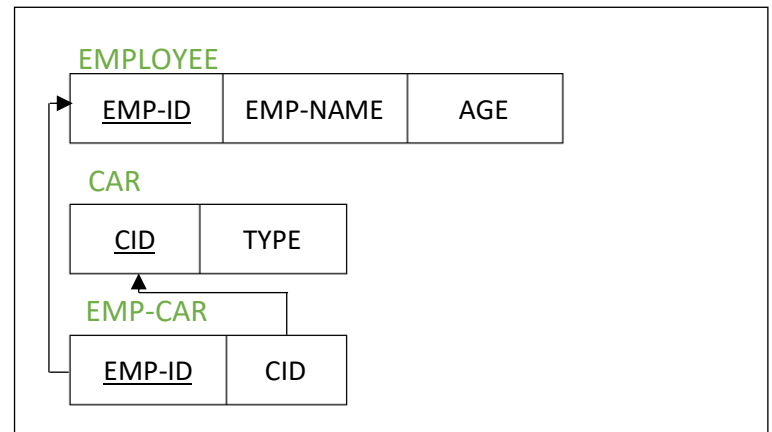 EMPLOYEE
EMP-ID EMP-NAME AGE
CAR
CID TYPE
EMP-CAR
EMP-ID CID